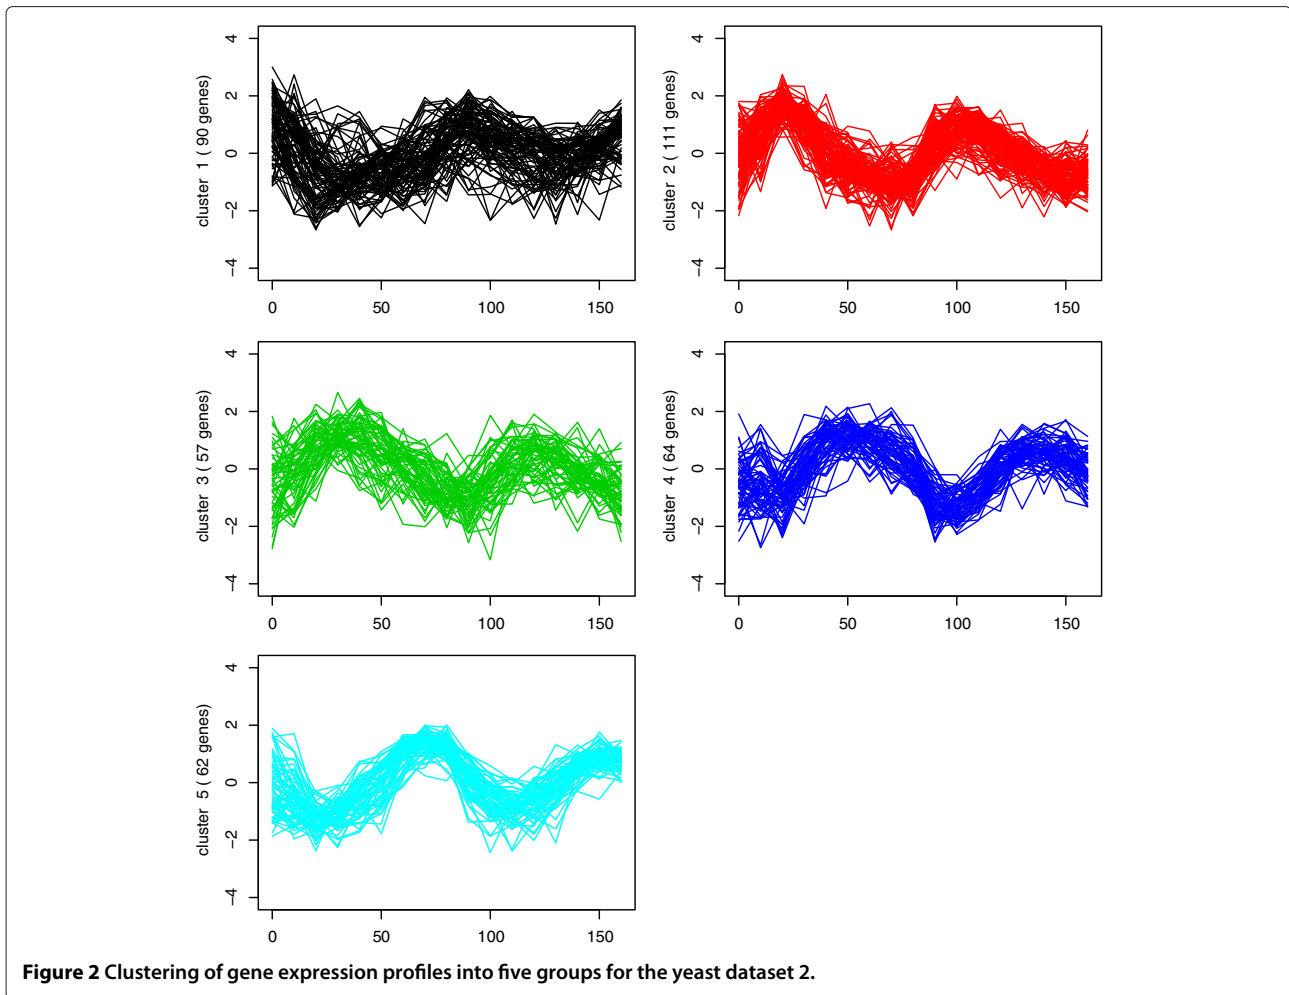 4
2
0
−2
−4
cluster 1 ( 90 genes)
0 50 100 150
4
2
0
−2
−4
cluster 2 ( 111 genes)
0 50 100 150
4
2
0
−2
−4
cluster 3 ( 57 genes)
0 50 100 150
4
2
0
−2
−4
cluster 4 ( 64 genes)
0 50 100 150
4
2
0
−2
−4
cluster 5 ( 62 genes)
0 50 100 150
Figure 2 Clustering of gene expression profiles into five groups for the yeast dataset 2.